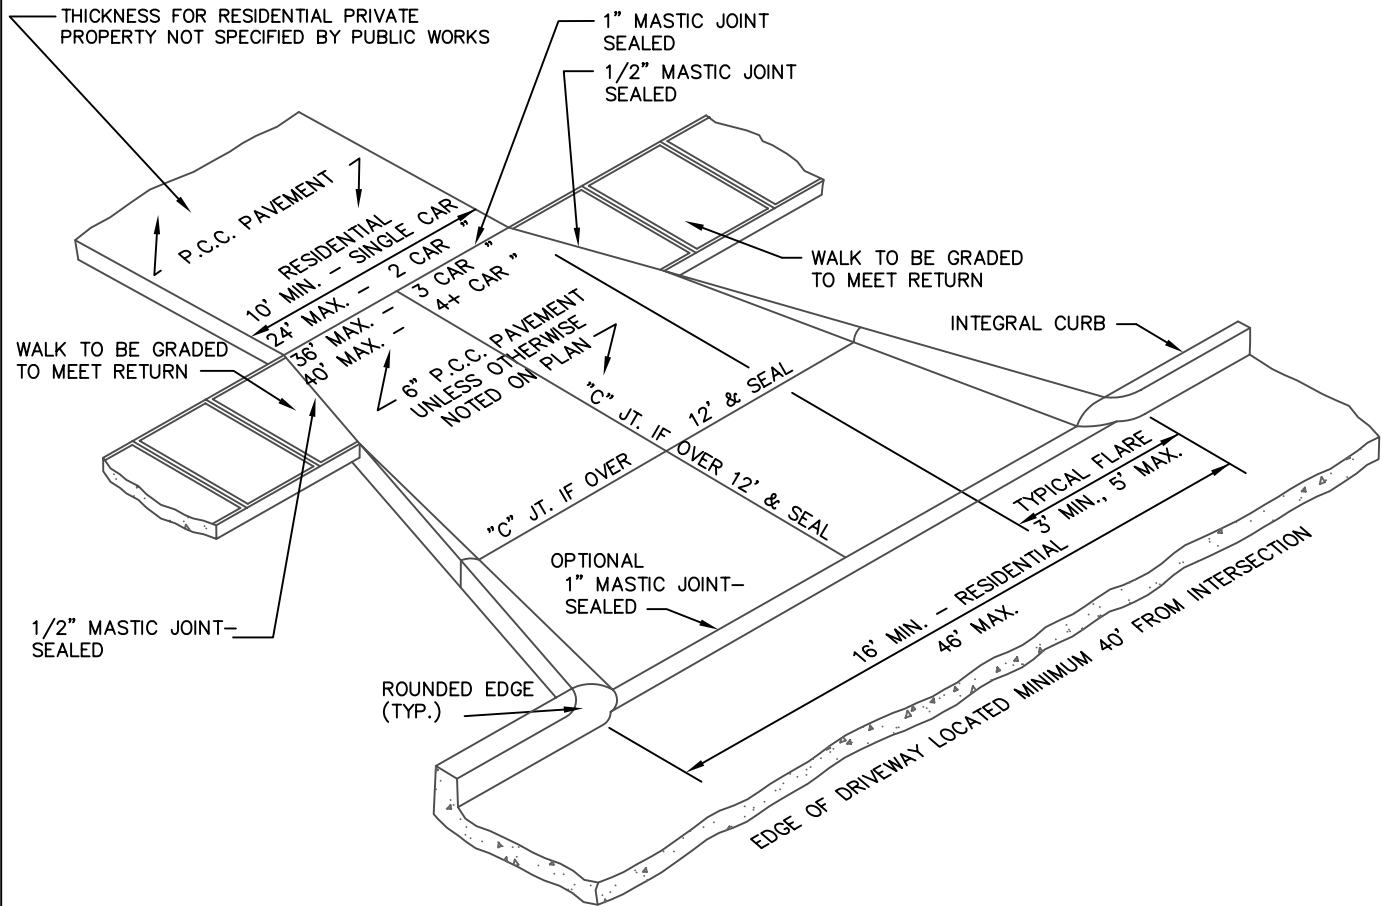 THICKNESS FOR RESIDENTIAL PRIVATE
PROPERTY NOT SPECIFIED BY PUBLIC WORKS
1" MASTIC JOINT
SEALED
1/2" MASTIC JOINT
SEALED
P.C.C. PAVEMENT
RESIDENTIAL
10' MIN. - SINGLE CAR
24' MAX. - 2 CAR "
36' MAX. - 3 CAR "
40' MAX. - 4+ CAR "
WALK TO BE GRADED
TO MEET RETURN
INTEGRAL CURB
WALK TO BE GRADED
TO MEET RETURN
6" P.C.C. PAVEMENT
UNLESS OTHERWISE
NOTED ON PLAN
"C" JT. IF OVER 12' & SEAL
"C" JT. IF OVER 12' & SEAL
TYPICAL FLARE
3' MIN., 5' MAX.
OPTIONAL
1" MASTIC JOINT-
SEALED
16' MIN. - RESIDENTIAL
46' MAX.
1/2" MASTIC JOINT-
SEALED
ROUNDED EDGE
(TYP.)
EDGE OF DRIVEWAY LOCATED MINIMUM 40' FROM INTERSECTION